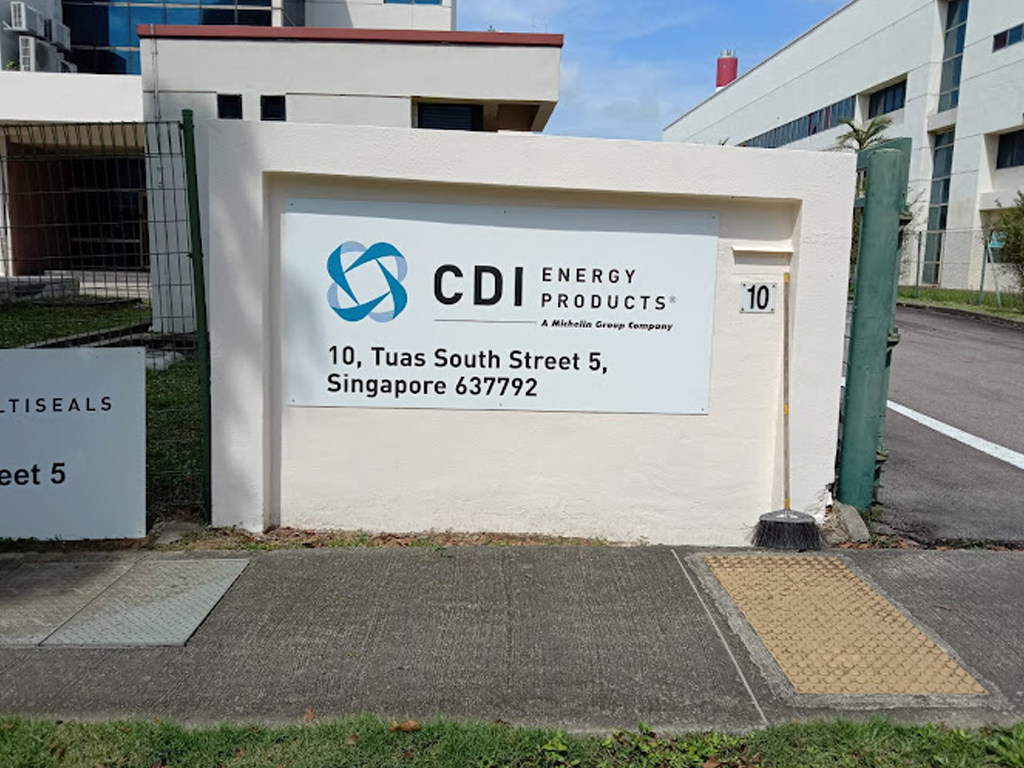 CDI ENERGY
PRODUCTS®
A Michelin Group Company
10, Tuas South Street 5,
Singapore 637792
10
LTISEALS
eet 5